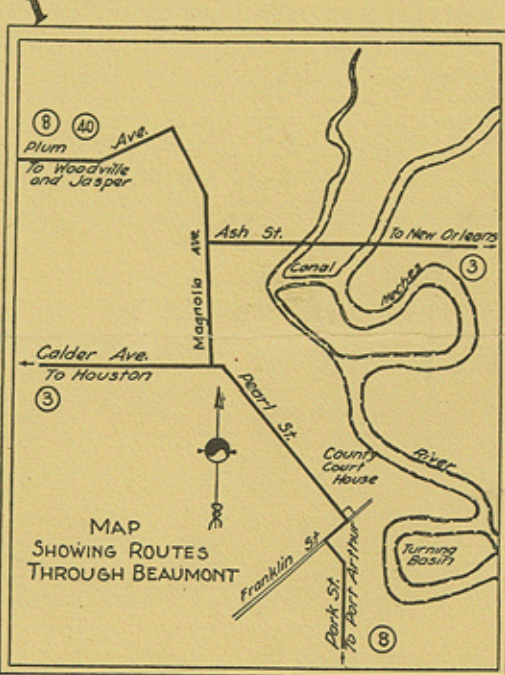 8 40
Plum Ave.
To Woodville
and Jasper
Ash St.
To New Orleans
3
Canal
Neches
Magnolia Ave
Calder Ave.
To Houston
3
Pearl St.
County
Court
House
River
MAP
SHOWING ROUTES
THROUGH BEAUMONT
Franklin St
Turning
Basin
Park St.
To Port Arthur
8